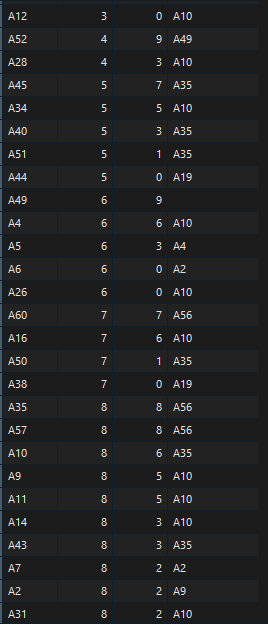 A12 3 0 A10
A52 4 9 A49
A28 4 3 A10
A45 5 7 A35
A34 5 5 A10
A40 5 3 A35
A51 5 1 A35
A44 5 0 A19
A49 6 9
A4 6 6 A10
A5 6 3 A4
A6 6 0 A2
A26 6 0 A10
A60 7 7 A56
A16 7 6 A10
A50 7 1 A35
A38 7 0 A19
A35 8 8 A56
A57 8 8 A56
A10 8 6 A35
A9 8 5 A10
A11 8 5 A10
A14 8 3 A10
A43 8 3 A35
A7 8 2 A2
A2 8 2 A9
A31 8 2 A10